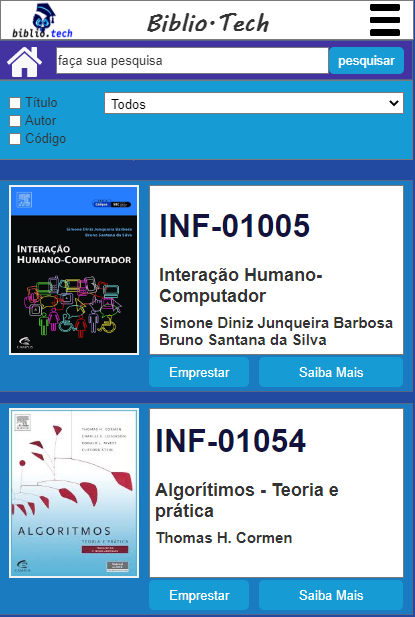 biblio.tech
Biblio.Tech
faça sua pesquisa
pesquisar
Título
Todos
Autor
Código
Simone Diniz Junqueira Barbosa
Bruno Santana da Silva
INTERAÇÃO
HUMANO-COMPUTADOR
CAMPUS
INF-01005
Interação Humano-
Computador
Simone Diniz Junqueira Barbosa
Bruno Santana da Silva
Emprestar
Saiba Mais
THOMAS H. CORMEN
CHARLES E. LEISERSON
RONALD L. RIVEST
CLIFFORD STEIN
ALGORITMOS
TEORIA E PRÁTICA
CAMPUS
INF-01054
Algorítimos - Teoria e
prática
Thomas H. Cormen
Emprestar
Saiba Mais